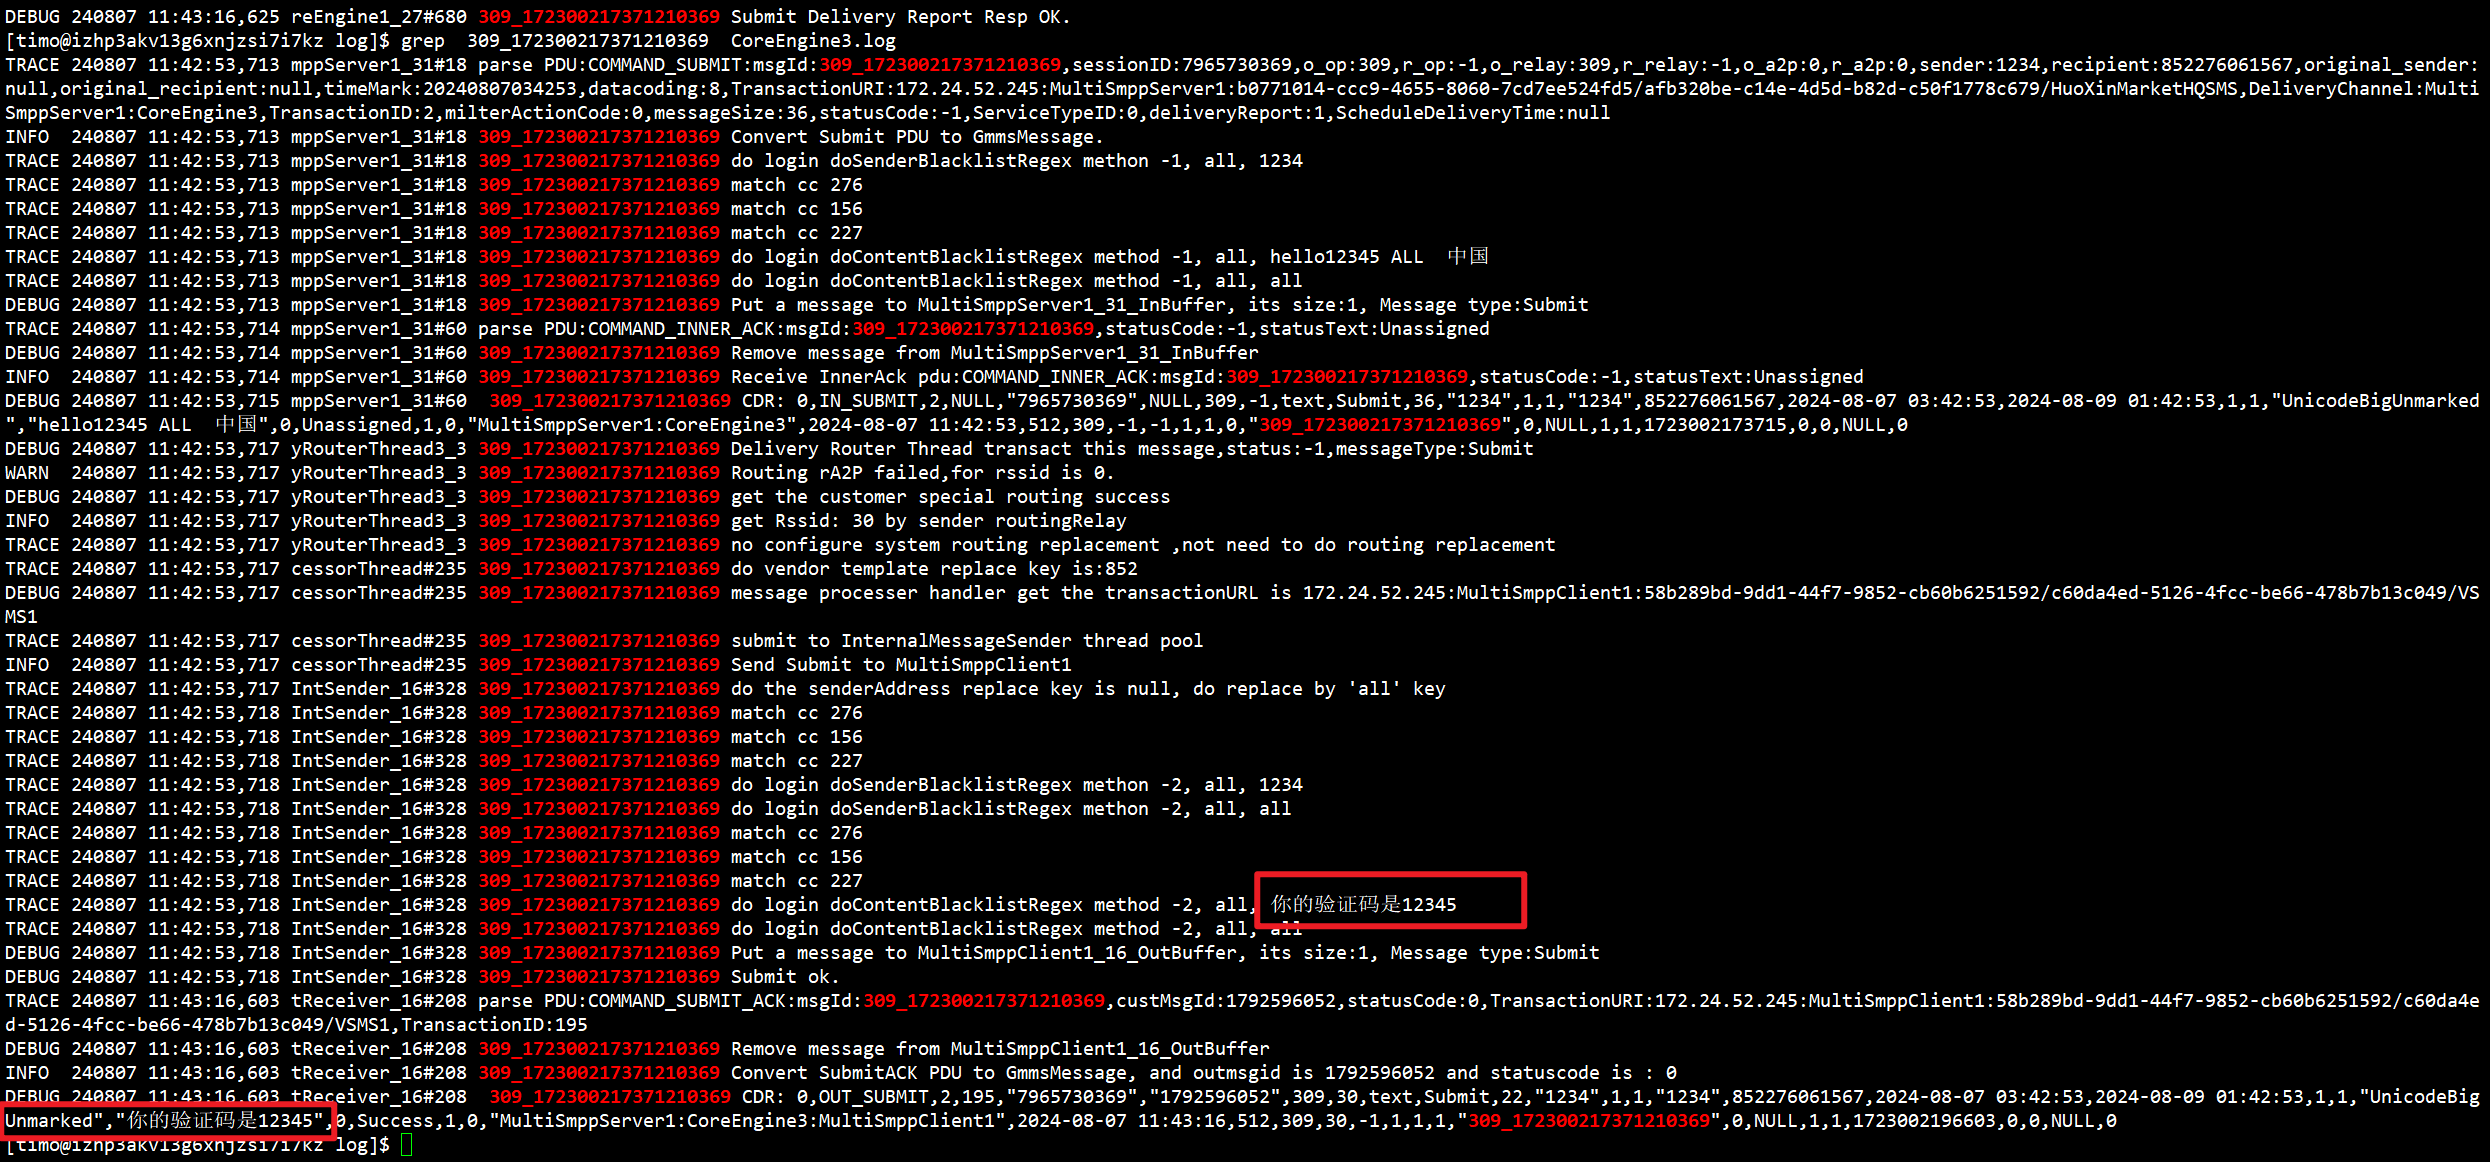 DEBUG 240807 11:43:16,625 reEngine1_27#680 309_172300217371210369 Submit Delivery Report Resp OK.
[timo@izhp3akv13g6xnjzsi7i7kz log]$ grep  309_172300217371210369  CoreEngine3.log
TRACE 240807 11:42:53,713 mppServer1_31#18 parse PDU:COMMAND_SUBMIT:msgId:309_172300217371210369,sessionID:7965730369,o_op:309,r_op:-1,o_relay:309,r_relay:-1,o_a2p:0,r_a2p:0,sender:1234,recipient:852276061567,original_sender:
null,original_recipient:null,timeMark:20240807034253,datacoding:8,TransactionURI:172.24.52.245:MultiSmppServer1:b0771014-ccc9-4655-8060-7cd7ee524fd5/afb320be-c14e-4d5d-b82d-c50f1778c679/HuoXinMarketHQSMS,DeliveryChannel:Multi
SmppServer1:CoreEngine3,TransactionID:2,milterActionCode:0,messageSize:36,statusCode:-1,ServiceTypeID:0,deliveryReport:1,ScheduleDeliveryTime:null
INFO  240807 11:42:53,713 mppServer1_31#18 309_172300217371210369 Convert Submit PDU to GmmsMessage.
TRACE 240807 11:42:53,713 mppServer1_31#18 309_172300217371210369 do login doSenderBlacklistRegex methon -1, all, 1234
TRACE 240807 11:42:53,713 mppServer1_31#18 309_172300217371210369 match cc 276
TRACE 240807 11:42:53,713 mppServer1_31#18 309_172300217371210369 match cc 156
TRACE 240807 11:42:53,713 mppServer1_31#18 309_172300217371210369 match cc 227
TRACE 240807 11:42:53,713 mppServer1_31#18 309_172300217371210369 do login doContentBlacklistRegex method -1, all, hello12345 ALL  中国
TRACE 240807 11:42:53,713 mppServer1_31#18 309_172300217371210369 do login doContentBlacklistRegex method -1, all, all
DEBUG 240807 11:42:53,713 mppServer1_31#18 309_172300217371210369 Put a message to MultiSmppServer1_31_InBuffer, its size:1, Message type:Submit
TRACE 240807 11:42:53,714 mppServer1_31#60 parse PDU:COMMAND_INNER_ACK:msgId:309_172300217371210369,statusCode:-1,statusText:Unassigned
DEBUG 240807 11:42:53,714 mppServer1_31#60 309_172300217371210369 Remove message from MultiSmppServer1_31_InBuffer
INFO  240807 11:42:53,714 mppServer1_31#60 309_172300217371210369 Receive InnerAck pdu:COMMAND_INNER_ACK:msgId:309_172300217371210369,statusCode:-1,statusText:Unassigned
DEBUG 240807 11:42:53,715 mppServer1_31#60  309_172300217371210369 CDR: 0,IN_SUBMIT,2,NULL,"7965730369",NULL,309,-1,text,Submit,36,"1234",1,1,"1234",852276061567,2024-08-07 03:42:53,2024-08-09 01:42:53,1,1,"UnicodeBigUnmarked
","hello12345 ALL  中国",0,Unassigned,1,0,"MultiSmppServer1:CoreEngine3",2024-08-07 11:42:53,512,309,-1,-1,1,1,0,"309_172300217371210369",0,NULL,1,1,1723002173715,0,0,NULL,0
DEBUG 240807 11:42:53,717 yRouterThread3_3 309_172300217371210369 Delivery Router Thread transact this message,status:-1,messageType:Submit
WARN  240807 11:42:53,717 yRouterThread3_3 309_172300217371210369 Routing rA2P failed,for rssid is 0.
DEBUG 240807 11:42:53,717 yRouterThread3_3 309_172300217371210369 get the customer special routing success
INFO  240807 11:42:53,717 yRouterThread3_3 309_172300217371210369 get Rssid: 30 by sender routingRelay
TRACE 240807 11:42:53,717 yRouterThread3_3 309_172300217371210369 no configure system routing replacement ,not need to do routing replacement
TRACE 240807 11:42:53,717 cessorThread#235 309_172300217371210369 do vendor template replace key is:852
DEBUG 240807 11:42:53,717 cessorThread#235 309_172300217371210369 message processer handler get the transactionURL is 172.24.52.245:MultiSmppClient1:58b289bd-9dd1-44f7-9852-cb60b6251592/c60da4ed-5126-4fcc-be66-478b7b13c049/VS
MS1
TRACE 240807 11:42:53,717 cessorThread#235 309_172300217371210369 submit to InternalMessageSender thread pool
INFO  240807 11:42:53,717 cessorThread#235 309_172300217371210369 Send Submit to MultiSmppClient1
TRACE 240807 11:42:53,717 IntSender_16#328 309_172300217371210369 do the senderAddress replace key is null, do replace by 'all' key
TRACE 240807 11:42:53,718 IntSender_16#328 309_172300217371210369 match cc 276
TRACE 240807 11:42:53,718 IntSender_16#328 309_172300217371210369 match cc 156
TRACE 240807 11:42:53,718 IntSender_16#328 309_172300217371210369 match cc 227
TRACE 240807 11:42:53,718 IntSender_16#328 309_172300217371210369 do login doSenderBlacklistRegex methon -2, all, 1234
TRACE 240807 11:42:53,718 IntSender_16#328 309_172300217371210369 do login doSenderBlacklistRegex methon -2, all, all
TRACE 240807 11:42:53,718 IntSender_16#328 309_172300217371210369 match cc 276
TRACE 240807 11:42:53,718 IntSender_16#328 309_172300217371210369 match cc 156
TRACE 240807 11:42:53,718 IntSender_16#328 309_172300217371210369 match cc 227
TRACE 240807 11:42:53,718 IntSender_16#328 309_172300217371210369 do login doContentBlacklistRegex method -2, all, 你的验证码是12345
TRACE 240807 11:42:53,718 IntSender_16#328 309_172300217371210369 do login doContentBlacklistRegex method -2, all, all
DEBUG 240807 11:42:53,718 IntSender_16#328 309_172300217371210369 Put a message to MultiSmppClient1_16_OutBuffer, its size:1, Message type:Submit
DEBUG 240807 11:42:53,718 IntSender_16#328 309_172300217371210369 Submit ok.
TRACE 240807 11:43:16,603 tReceiver_16#208 parse PDU:COMMAND_SUBMIT_ACK:msgId:309_172300217371210369,custMsgId:1792596052,statusCode:0,TransactionURI:172.24.52.245:MultiSmppClient1:58b289bd-9dd1-44f7-9852-cb60b6251592/c60da4e
d-5126-4fcc-be66-478b7b13c049/VSMS1,TransactionID:195
DEBUG 240807 11:43:16,603 tReceiver_16#208 309_172300217371210369 Remove message from MultiSmppClient1_16_OutBuffer
INFO  240807 11:43:16,603 tReceiver_16#208 309_172300217371210369 Convert SubmitACK PDU to GmmsMessage, and outmsgid is 1792596052 and statuscode is : 0
DEBUG 240807 11:43:16,603 tReceiver_16#208  309_172300217371210369 CDR: 0,OUT_SUBMIT,2,195,"7965730369","1792596052",309,30,text,Submit,22,"1234",1,1,"1234",852276061567,2024-08-07 03:42:53,2024-08-09 01:42:53,1,1,"UnicodeBig
Unmarked","你的验证码是12345",0,Success,1,0,"MultiSmppServer1:CoreEngine3:MultiSmppClient1",2024-08-07 11:43:16,512,309,30,-1,1,1,1,"309_172300217371210369",0,NULL,1,1,1723002196603,0,0,NULL,0
[timo@izhp3akv13g6xnjzsi7i7kz log]$